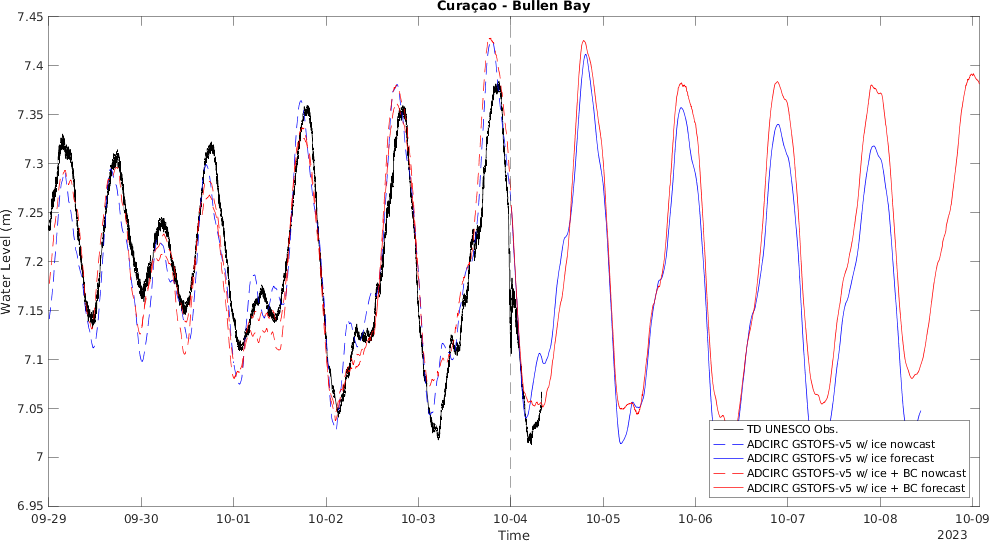 Curaçao - Bullen Bay
Water Level (m)
7.45
7.4
7.35
7.3
7.25
7.2
7.15
7.1
7.05
7
6.95
09-29
09-30
10-01
10-02
10-03
10-04
10-05
10-06
10-07
10-08
10-09
Time
2023
TD UNESCO Obs.
ADCIRC GSTOFS-v5 w/ ice nowcast
ADCIRC GSTOFS-v5 w/ ice forecast
ADCIRC GSTOFS-v5 w/ ice + BC nowcast
ADCIRC GSTOFS-v5 w/ ice + BC forecast